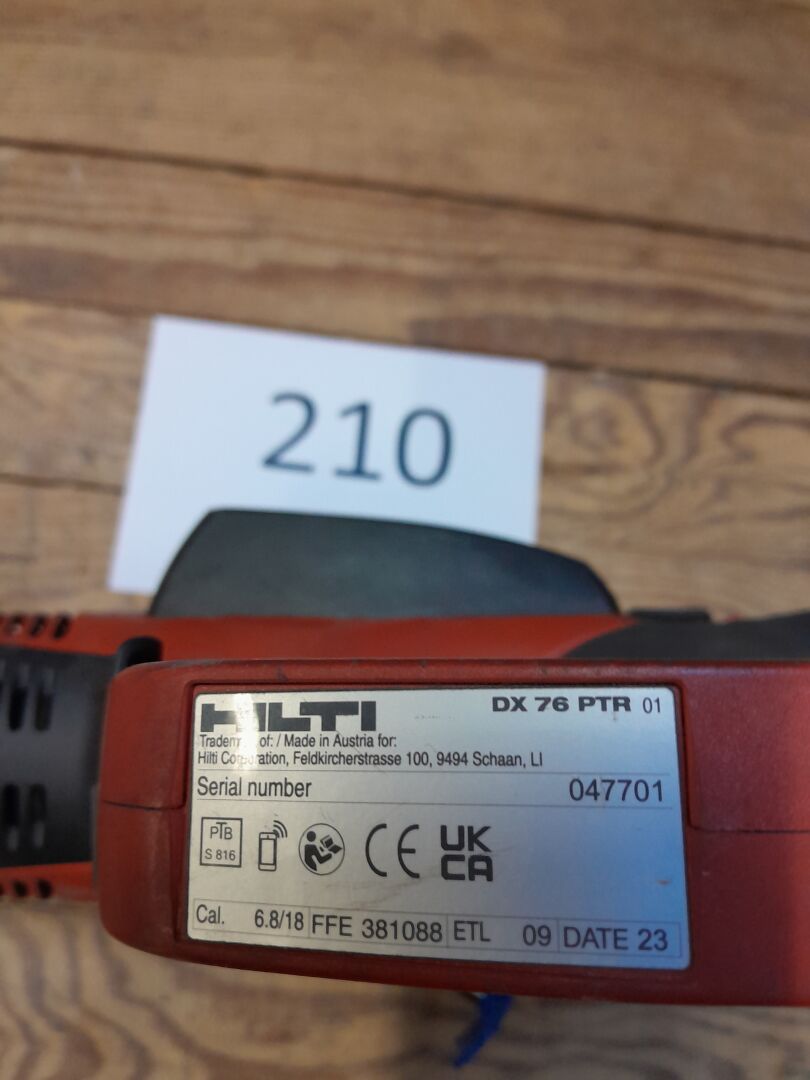 210
HILTI
DX 76 PTR 01
of: / Made in Austria for:
Hilti Corporation, Feldkircherstrasse 100, 9494 Schaan, LI
Serial number 047701
PTB
S 816
CE
UK
CA
Cal. 6.8/18 FFE 381088 ETL 09 DATE 23